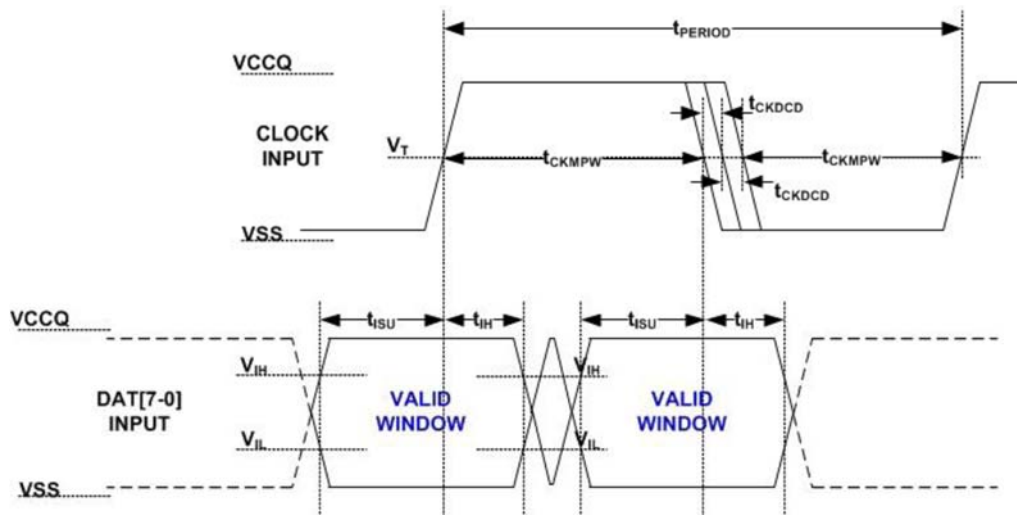 tPERIOD
VCCQ
tCKDCD
CLOCK
INPUT
VT
tCKMPW
tCKMPW
tCKDCD
VSS
VCCQ
tISU
tIH
tISU
tIH
VIH
VIH
DAT[7-0]
INPUT
VALID
WINDOW
VALID
WINDOW
VIL
VIL
VSS